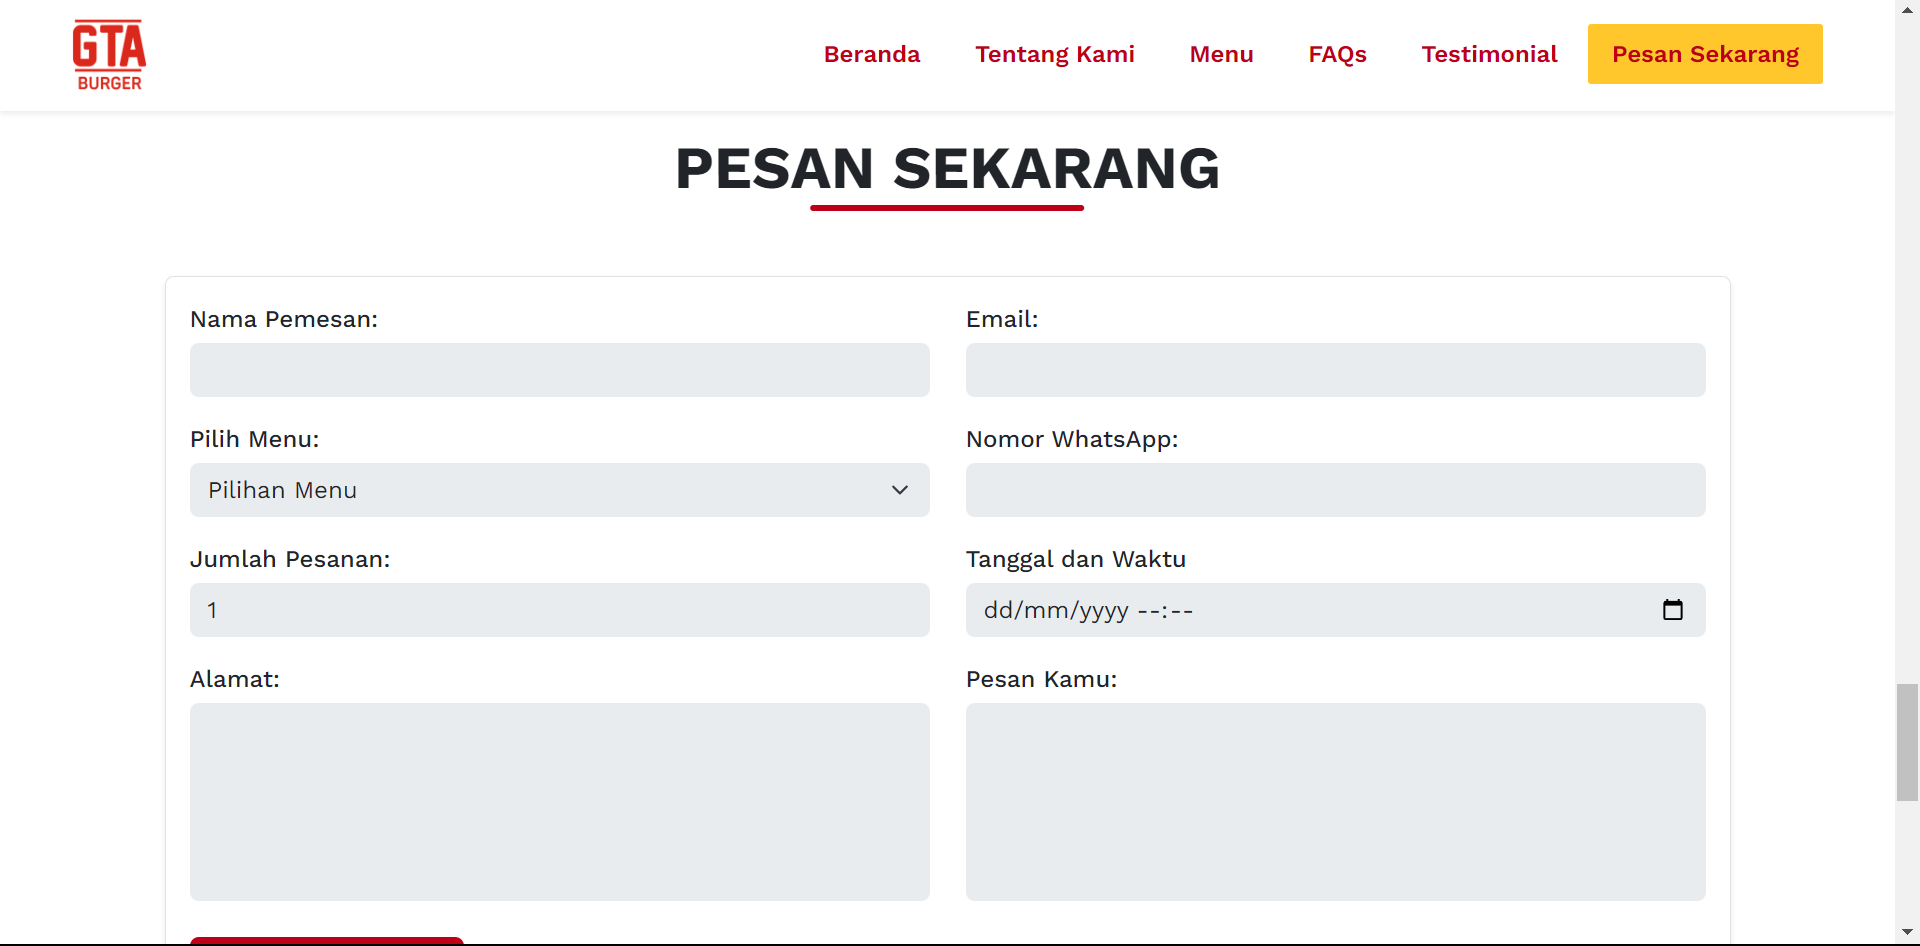 GTA
BURGER
Beranda Tentang Kami Menu FAQs Testimonial Pesan Sekarang
PESAN SEKARANG
Nama Pemesan: Email:
Pilih Menu: Nomor WhatsApp:
Pilihan Menu
Jumlah Pesanan: Tanggal dan Waktu
1 dd/mm/yyyy --:--
Alamat: Pesan Kamu: